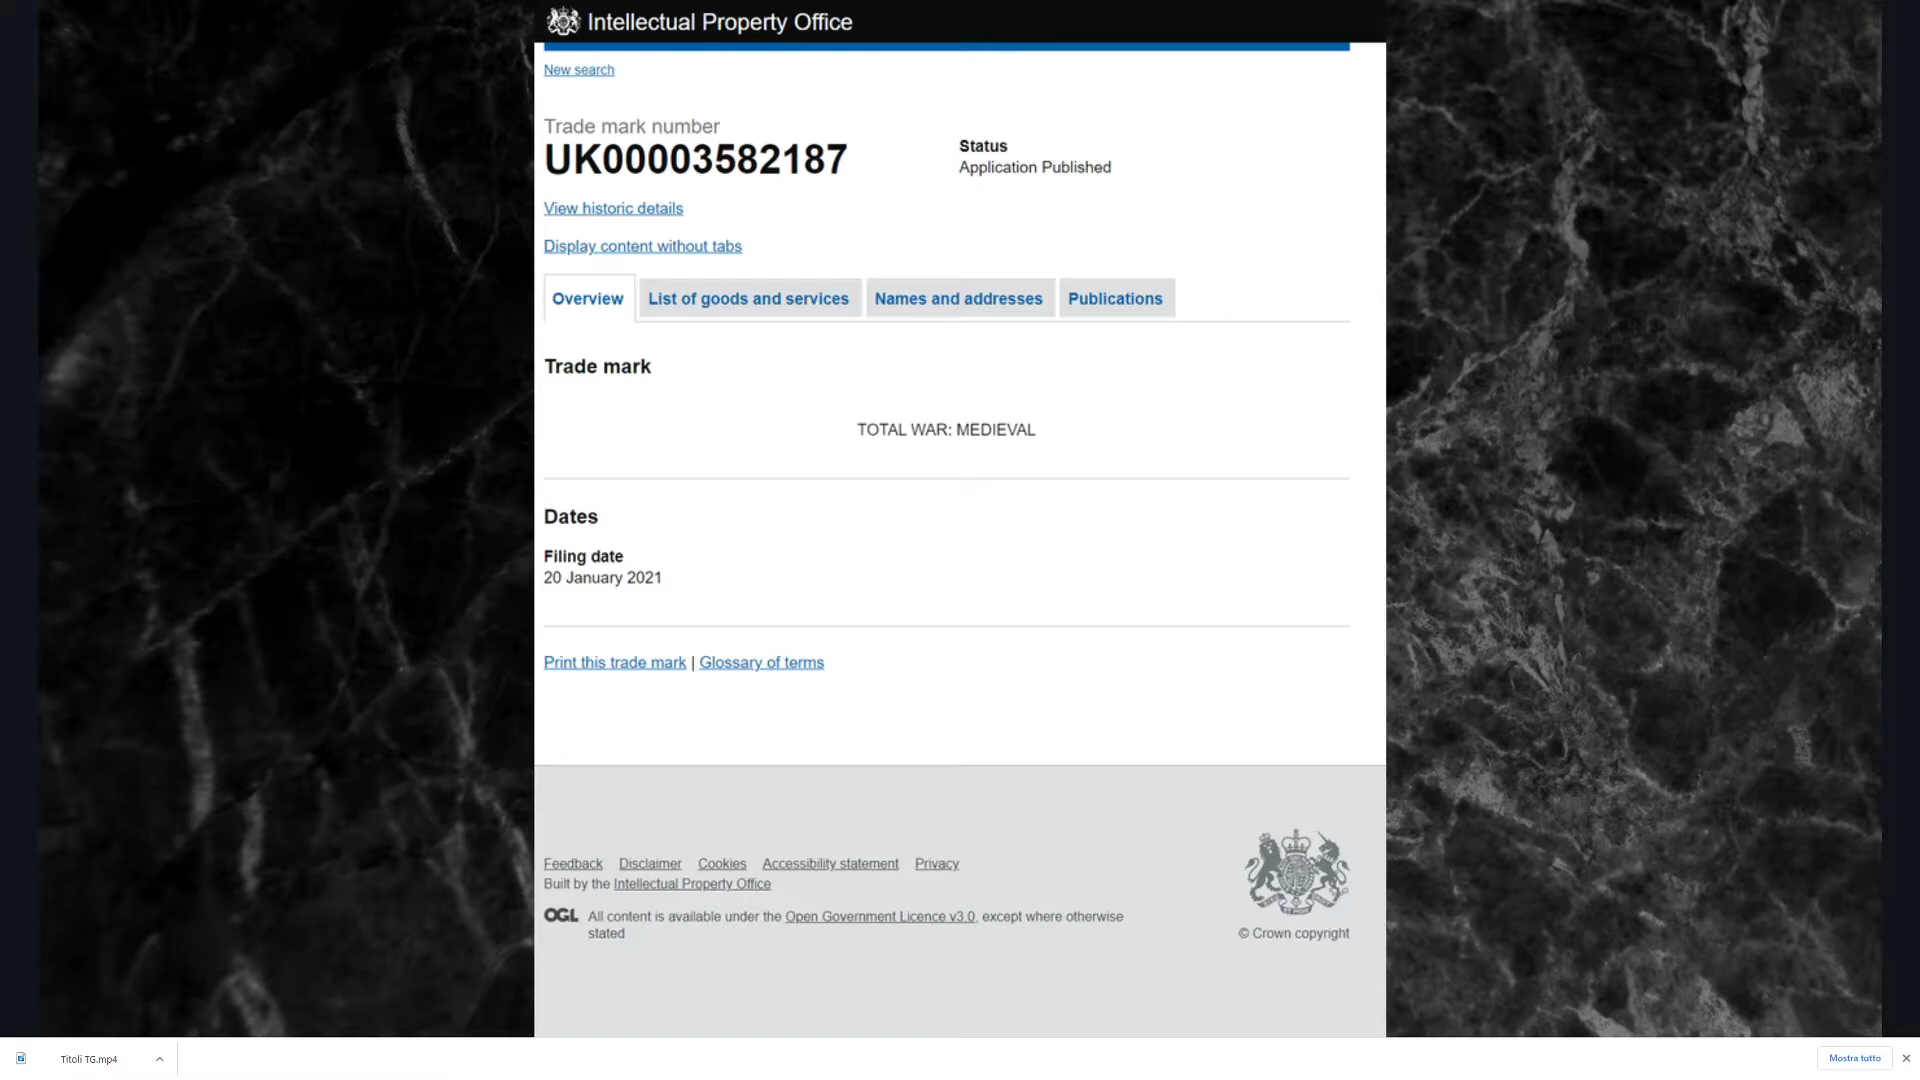 Intellectual Property Office
New search
Trade mark number
UK00003582187
Status
Application Published
View historic details
Display content without tabs
Overview List of goods and services Names and addresses Publications
Trade mark
TOTAL WAR: MEDIEVAL
Dates
Filing date
20 January 2021
Print this trade mark | Glossary of terms
Feedback Disclaimer Cookies Accessibility statement Privacy
Built by the Intellectual Property Office
OGL All content is available under the Open Government Licence v3.0, except where otherwise
stated
© Crown copyright
Titoli TG.mp4
Mostra tutto